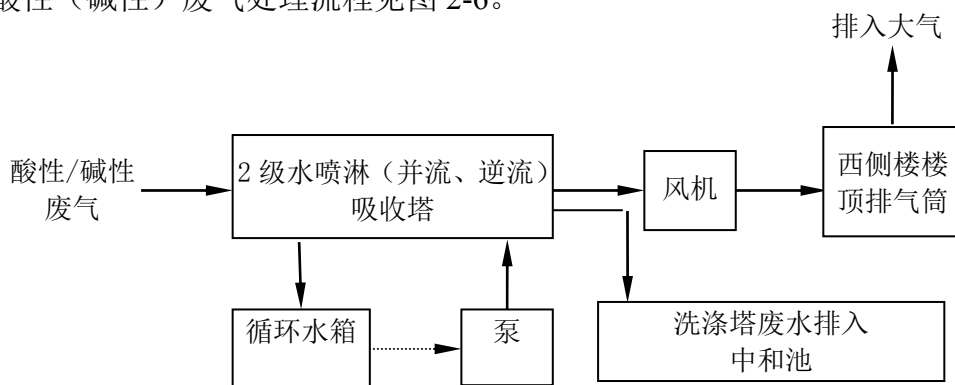 酸性（碱性）废气处理流程见图 2-6。
排入大气
酸性/碱性
废气
2 级水喷淋（并流、逆流）
吸收塔
风机
西侧楼楼
顶排气筒
循环水箱
泵
洗涤塔废水排入
中和池